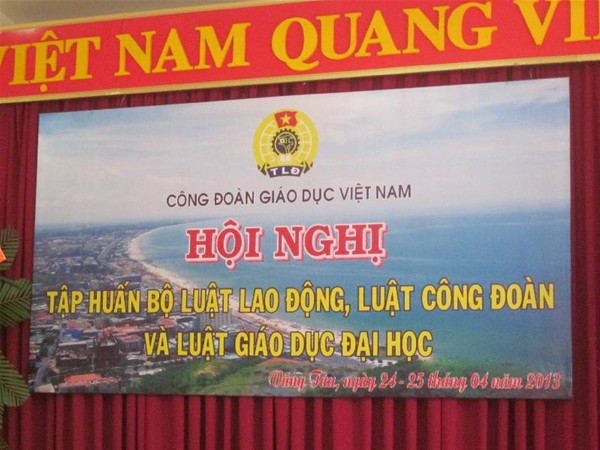 VIỆT NAM QUANG VI
TLĐ
CÔNG ĐOÀN GIÁO DỤC VIỆT NAM
HỘI NGHỊ
TẬP HUẤN BỘ LUẬT LAO ĐỘNG, LUẬT CÔNG ĐOÀN
VÀ LUẬT GIÁO DỤC ĐẠI HỌC
Vũng Tàu, ngày 24 - 25 tháng 04 năm 2013